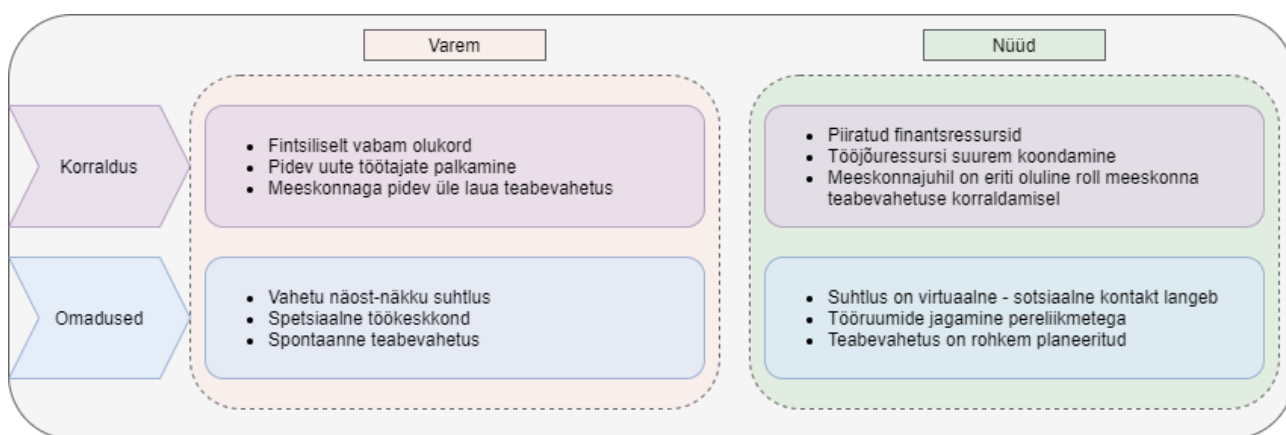 Varem
Nüüd
Korraldus
Fintsiliselt vabam olukord
Pidev uute töötajate palkamine
Meeskonnaga pidev üle laua teabevahetus
Piiratud finantsressursid
Tööjõuressursi suurem koondamine
Meeskonnajuhil on eriti oluline roll meeskonna
teabevahetuse korraldamisel
Omadused
Vahetu näost-näkku suhtlus
Spetsiaalne töökeskkond
Spontaanne teabevahetus
Suhtlus on virtuaalne - sotsiaalne kontakt langeb
Tööruumide jagamine pereliikmetega
Teabevahetus on rohkem planeeritud